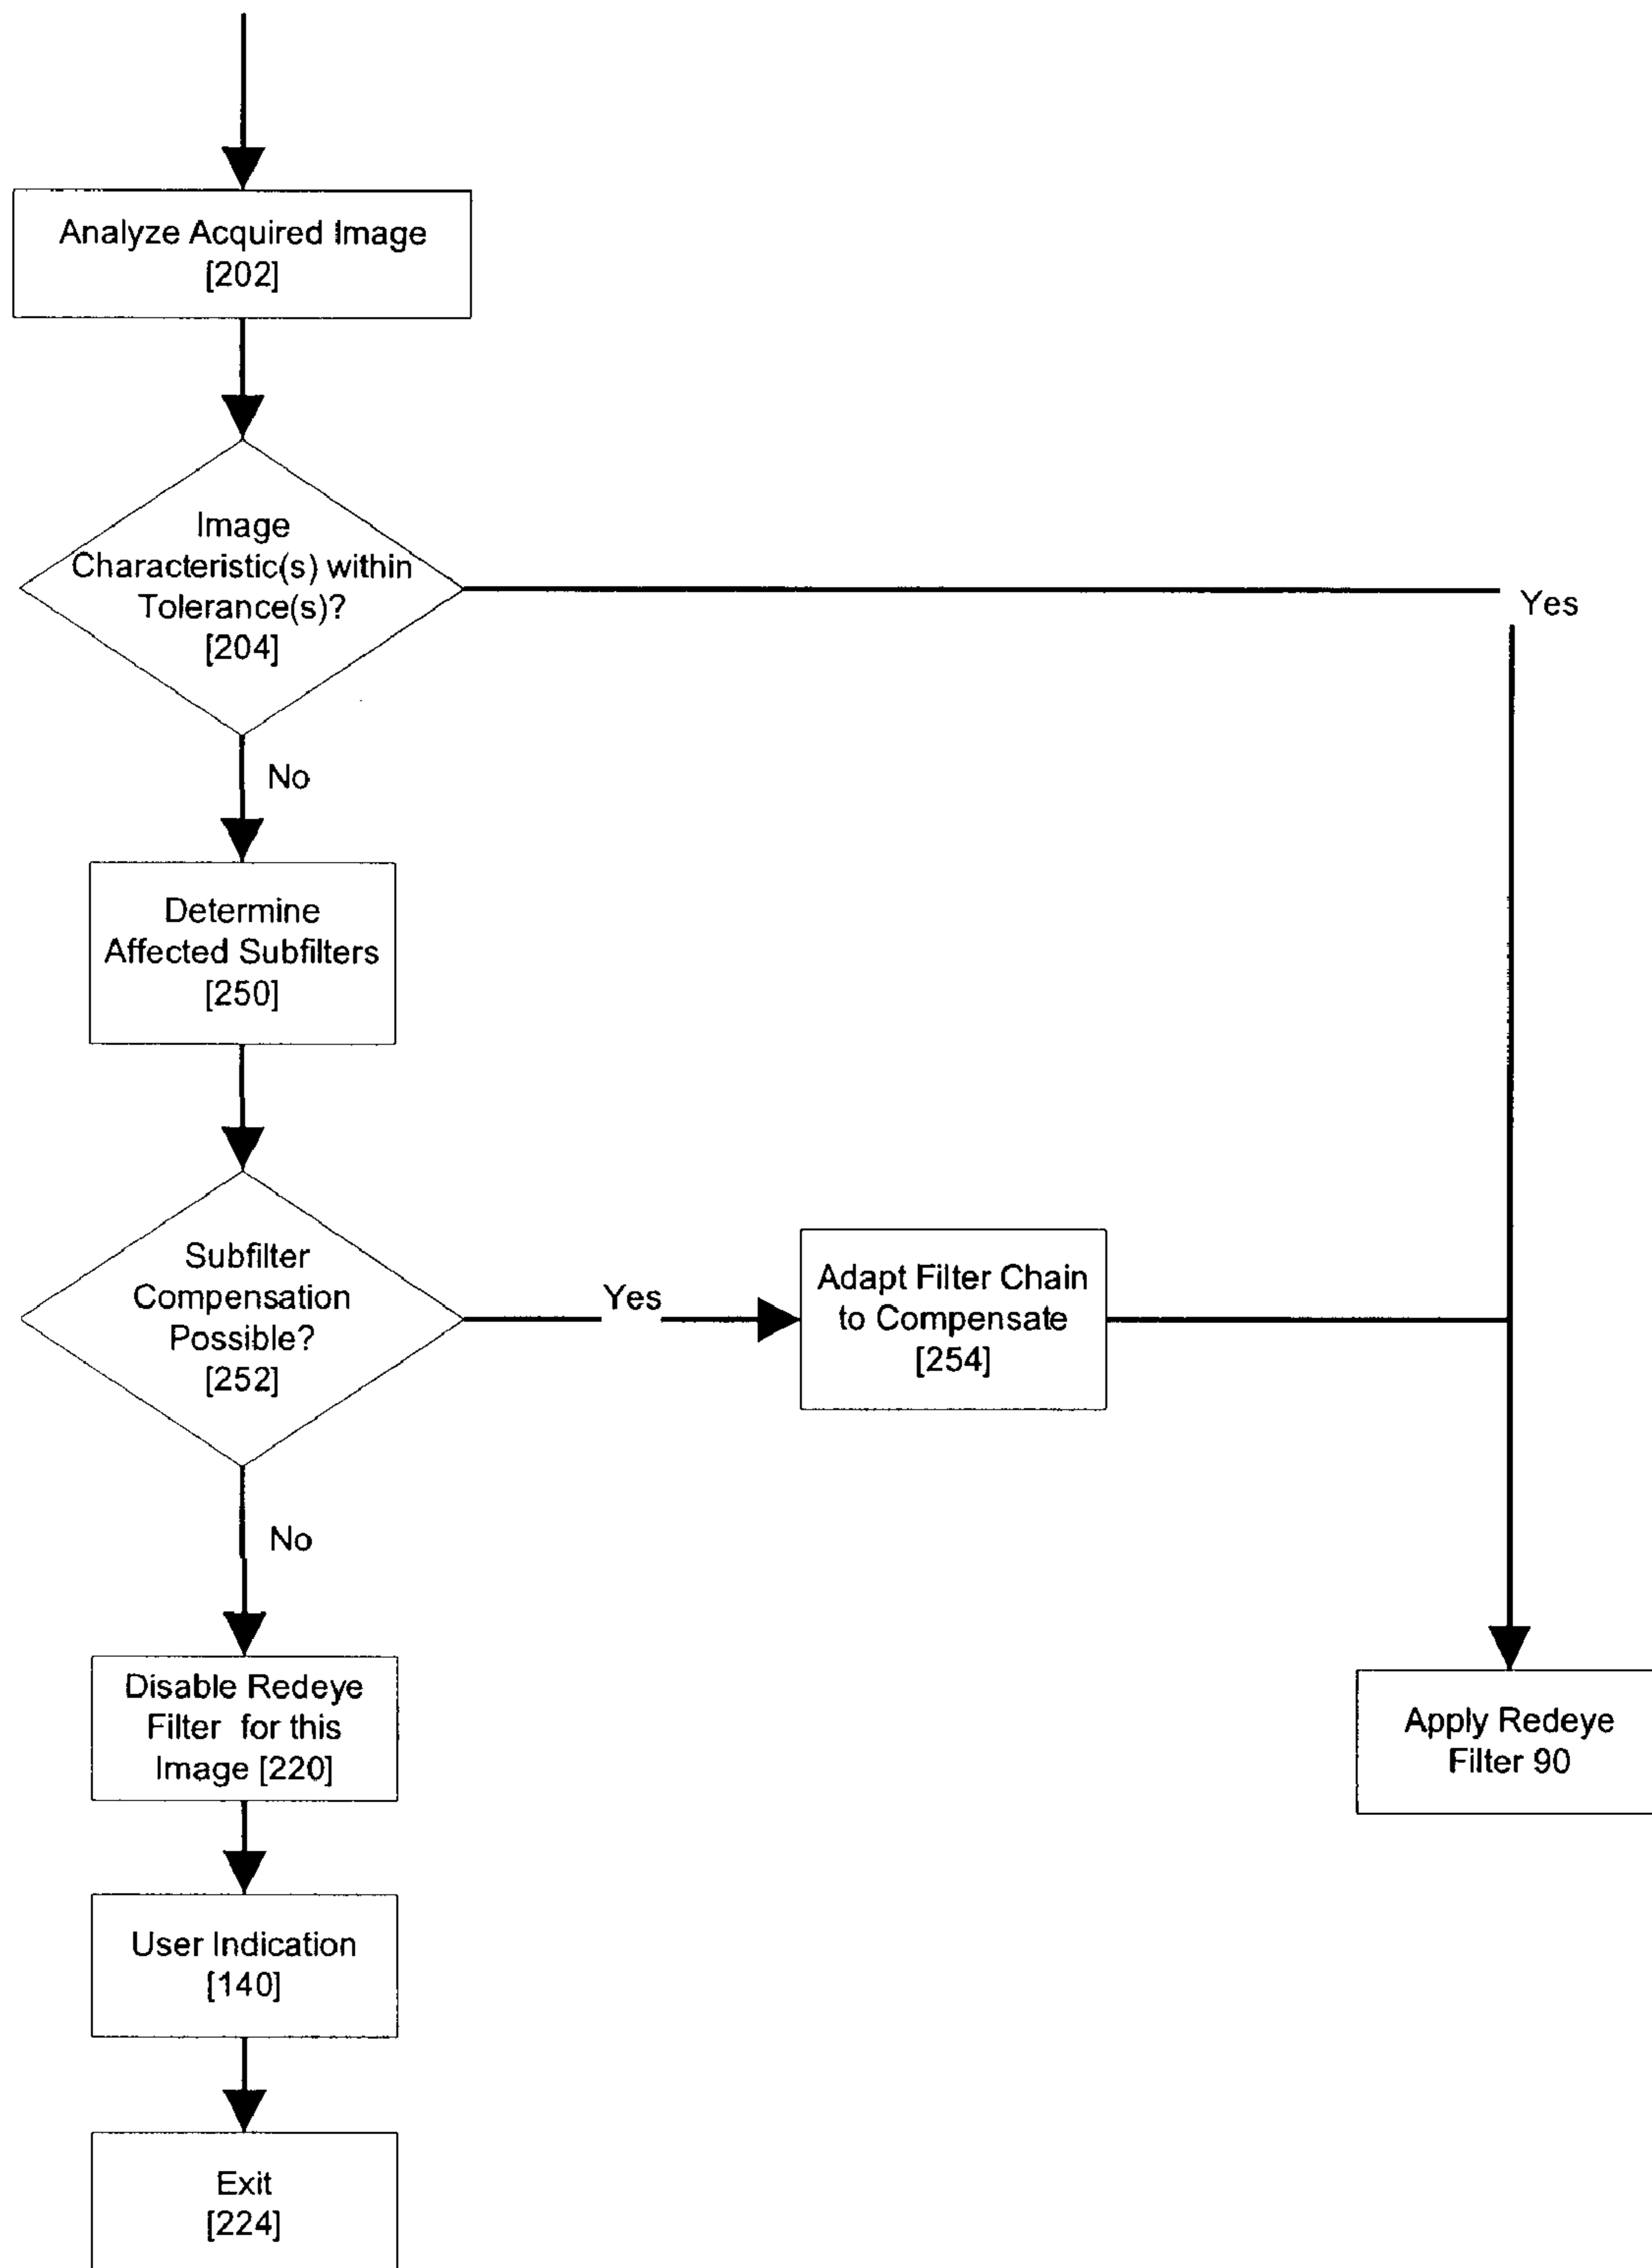 Analyze Acquired Image
[202]
Image
Characteristic(s) within
Tolerance(s)?
[204]
Yes
No
Determine
Affected Subfilters
[250]
Subfilter
Compensation
Possible?
[252]
Yes
Adapt Filter Chain
to Compensate
[254]
No
Disable Redeye
Filter for this
Image [220]
Apply Redeye
Filter 90
User Indication
[140]
Exit
[224]